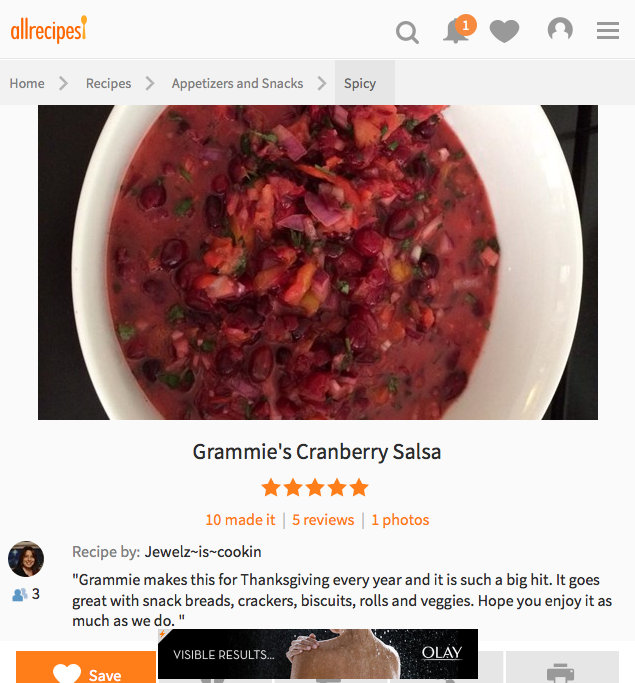 allrecipes
1
Home Recipes Appetizers and Snacks Spicy
Grammie's Cranberry Salsa
10 made it | 5 reviews | 1 photos
Recipe by: Jewelz~is~cookin
3
"Grammie makes this for Thanksgiving every year and it is such a big hit. It goes
great with snack breads, crackers, biscuits, rolls and veggies. Hope you enjoy it as
much as we do. "
VISIBLE RESULTS... OLAY
Save